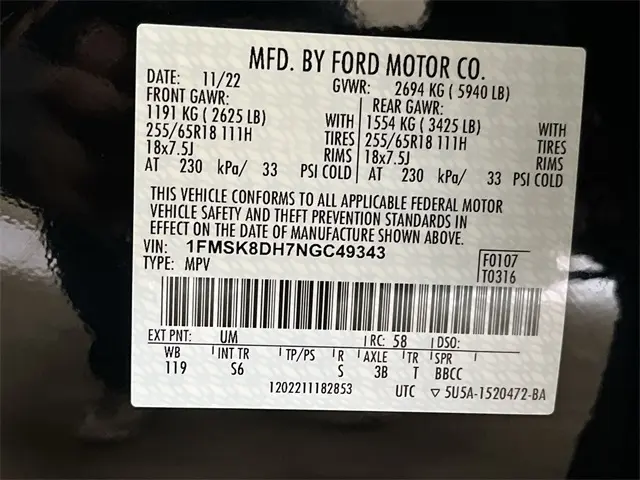 MFD. BY FORD MOTOR CO.
DATE: 11/22 GVWR: 2694 KG ( 5940 LB)
FRONT GAWR: REAR GAWR:
1191 KG ( 2625 LB) WITH 1554 KG ( 3425 LB) WITH
255/65R18 111H TIRES 255/65R18 111H TIRES
18x7.5J RIMS 18x7.5J RIMS
AT 230 kPa/ 33 PSI COLD AT 230 kPa/ 33 PSI COLD
THIS VEHICLE CONFORMS TO ALL APPLICABLE FEDERAL MOTOR
VEHICLE SAFETY AND THEFT PREVENTION STANDARDS IN
EFFECT ON THE DATE OF MANUFACTURE SHOWN ABOVE.
VIN: 1FMSK8DH7NGC49343 F0107
TYPE: MPV T0316
EXT PNT: UM RC: 58 DSO:
WB INT TR TP/PS R AXLE TR SPR
119 S6 S 3B T BBCC
1202211182853 UTC ▽ 5U5A-1520472-BA